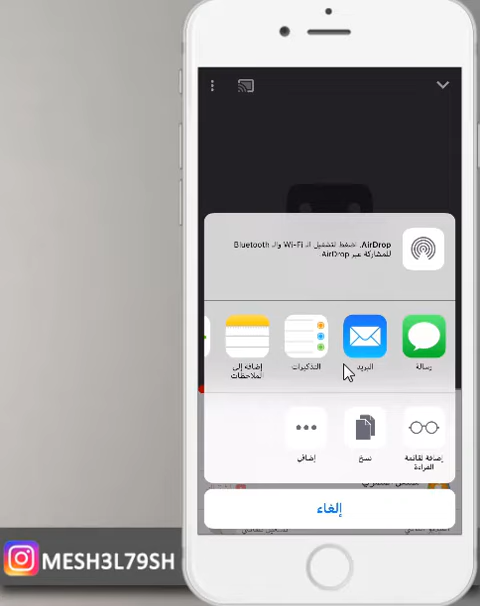 AirDrop. اضغط لتشغيل الـ Wi-Fi والـ Bluetooth
للمشاركة عبر AirDrop.
رسالة
البريد
التذكيرات
إضافة إلى
الملاحظات
إضافة لقائمة
القراءة
نسخ
إضافي
إلغاء
MESH3L79SH